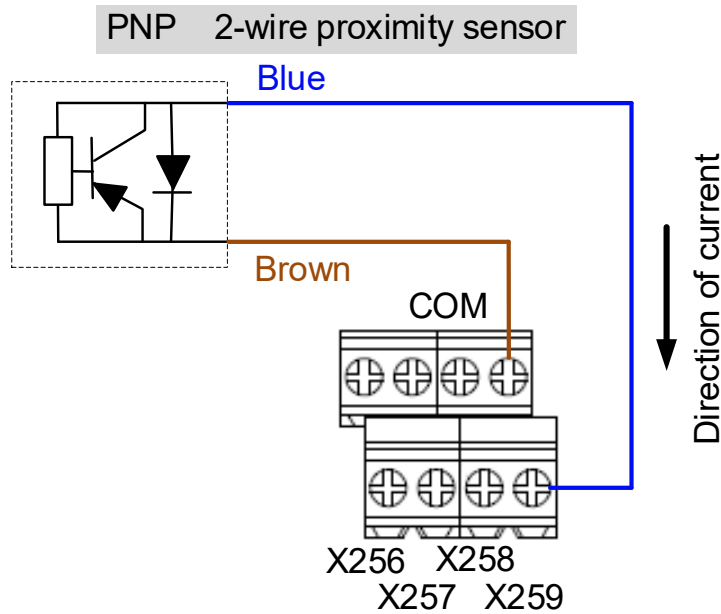 PNP 2-wire proximity sensor
Blue
Brown
COM
Direction of current
X256 X258
X257 X259